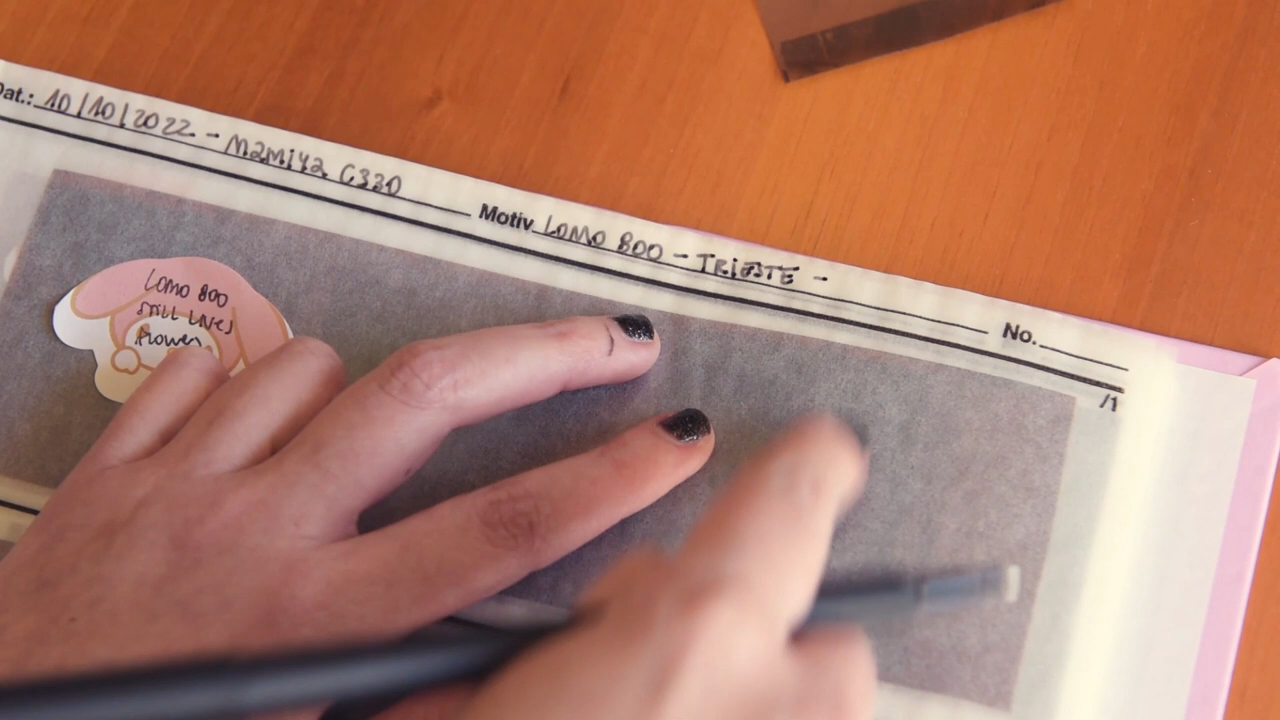 Dat.: 10/10/2022 - Mamiya C330 Motiv LOMO 800 - TRIESTE - No.
/1
LOMO 800
STILL LIVES
Flowers